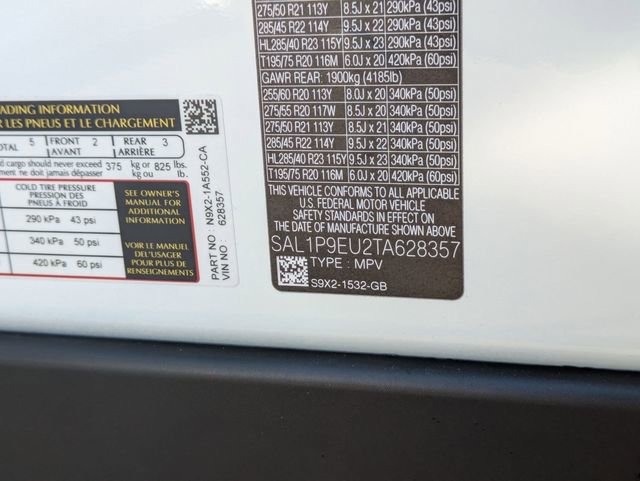 ADING INFORMATION
R LES PNEUS ET LE CHARGEMENT
OTAL 5 FRONT 2 REAR 3
AVANT ARRIÈRE
d cargo should never exceed 375 kg or 825 lbs.
ement ne doit jamais dépasser kg ou lb.
COLD TIRE PRESSURE
PRESSION DES
PNEUS À FROID
290 kPa 43 psi
340 kPa 50 psi
420 kPa 60 psi
SEE OWNER'S
MANUAL FOR
ADDITIONAL
INFORMATION
VOIR LE MANUEL
DEL'USAGER
POUR PLUS DE
RENSEIGNEMENTS
PART NO : N9X2-1A552-CA
VIN NO : 628357
275/50 R21 113Y 8.5J x 21 290kPa (43psi)
285/45 R22 114Y 9.5J x 22 290kPa (43psi)
HL285/40 R23 115Y 9.5J x 23 290kPa (43psi)
T195/75 R20 116M 6.0J x 20 420kPa (60psi)
GAWR REAR: 1900kg (4185lb)
255/60 R20 113Y 8.0J x 20 340kPa (50psi)
275/55 R20 117W 8.5J x 20 340kPa (50psi)
275/50 R21 113Y 8.5J x 21 340kPa (50psi)
285/45 R22 114Y 9.5J x 22 340kPa (50psi)
HL285/40 R23 115Y 9.5J x 23 340kPa (50psi)
T195/75 R20 116M 6.0J x 20 420kPa (60psi)
THIS VEHICLE CONFORMS TO ALL APPLICABLE
U.S. FEDERAL MOTOR VEHICLE
SAFETY STANDARDS IN EFFECT ON
THE DATE OF MANUFACTURE SHOWN ABOVE
SAL1P9EU2TA628357
TYPE : MPV
S9X2-1532-GB